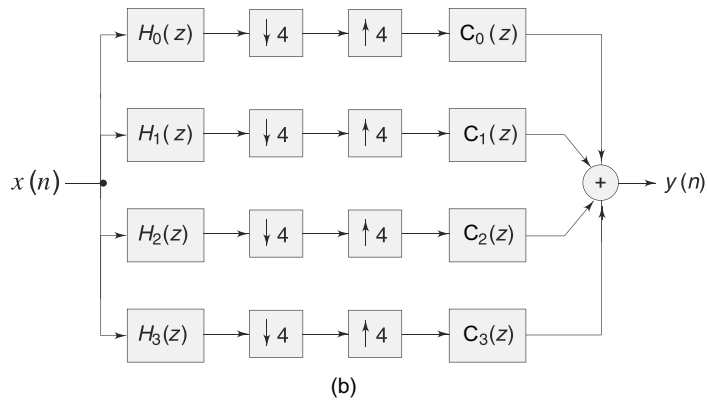 H₀(z) ↓4 ↑4 C₀(z)
H₁(z) ↓4 ↑4 C₁(z)
x(n) + y(n)
H₂(z) ↓4 ↑4 C₂(z)
H₃(z) ↓4 ↑4 C₃(z)
(b)